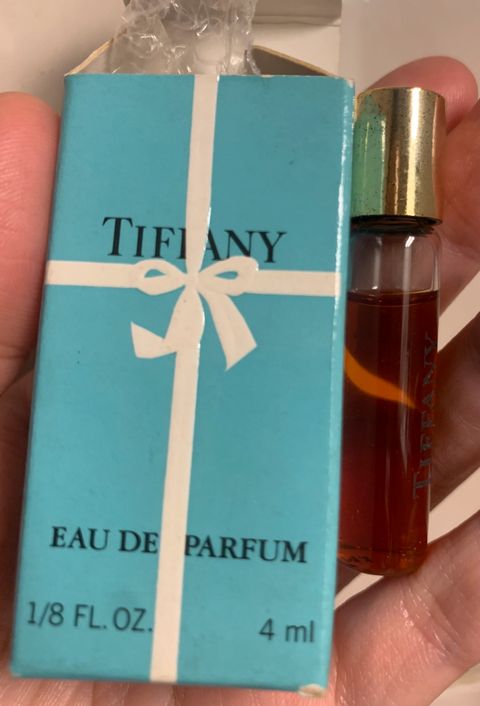 TIFFANY
EAU DE PARFUM
1/8 FL. OZ. 4 ml
TIFFANY